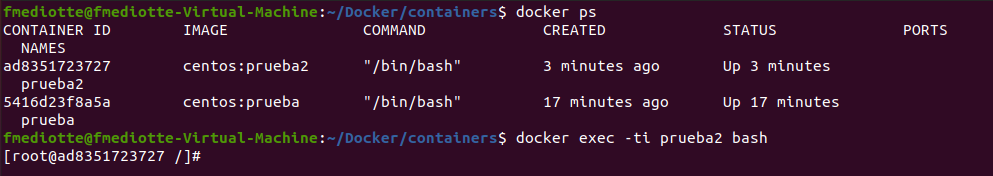 fmediotte@fmediotte-Virtual-Machine:~/Docker/containers$ docker ps
CONTAINER ID        IMAGE               COMMAND             CREATED             STATUS              PORTS
  NAMES
ad8351723727        centos:prueba2      "/bin/bash"         3 minutes ago       Up 3 minutes
  prueba2
5416d23f8a5a        centos:prueba       "/bin/bash"         17 minutes ago      Up 17 minutes
  prueba
fmediotte@fmediotte-Virtual-Machine:~/Docker/containers$ docker exec -ti prueba2 bash
[root@ad8351723727 /]#